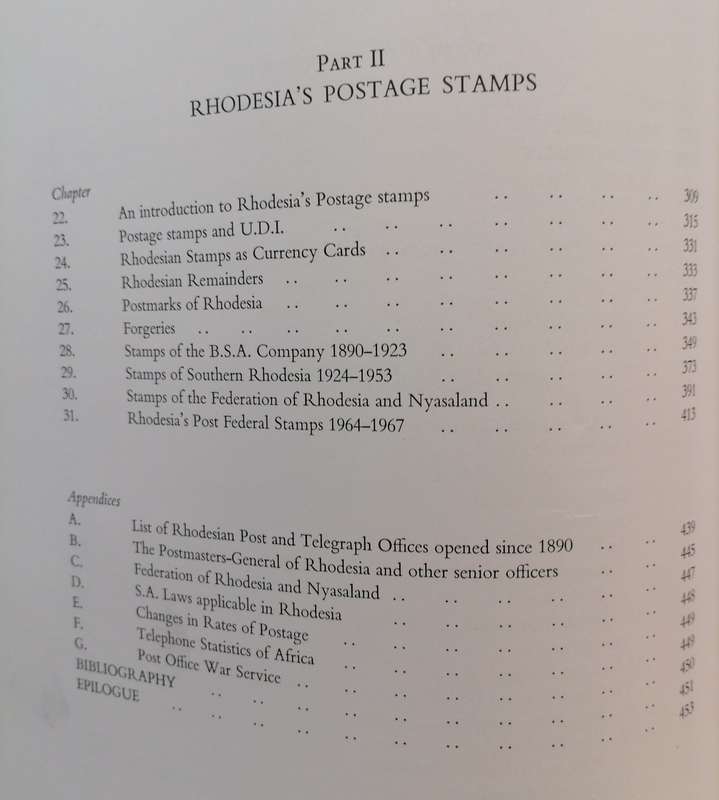 PART II
RHODESIA'S POSTAGE STAMPS
Chapter
22. An introduction to Rhodesia's Postage stamps .. .. .. .. 309
23. Postage stamps and U.D.I. .. .. .. .. .. .. .. 315
24. Rhodesian Stamps as Currency Cards .. .. .. .. .. .. 331
25. Rhodesian Remainders .. .. .. .. .. .. .. .. 333
26. Postmarks of Rhodesia .. .. .. .. .. .. .. .. 337
27. Forgeries .. .. .. .. .. .. .. .. .. .. 343
28. Stamps of the B.S.A. Company 1890–1923 .. .. .. .. .. 349
29. Stamps of Southern Rhodesia 1924–1953 .. .. .. .. .. 373
30. Stamps of the Federation of Rhodesia and Nyasaland .. .. .. .. 391
31. Rhodesia's Post Federal Stamps 1964–1967 .. .. .. .. .. 413
Appendices
A. List of Rhodesian Post and Telegraph Offices opened since 1890 .. .. 439
B. The Postmasters-General of Rhodesia and other senior officers .. .. 445
C. Federation of Rhodesia and Nyasaland .. .. .. .. .. .. 447
D. S.A. Laws applicable in Rhodesia .. .. .. .. .. .. 448
E. Changes in Rates of Postage .. .. .. .. .. .. .. 449
F. Telephone Statistics of Africa .. .. .. .. .. .. .. 449
G. Post Office War Service .. .. .. .. .. .. .. .. 450
BIBLIOGRAPHY .. .. .. .. .. .. .. .. .. .. 451
EPILOGUE .. .. .. .. .. .. .. .. .. .. .. 453